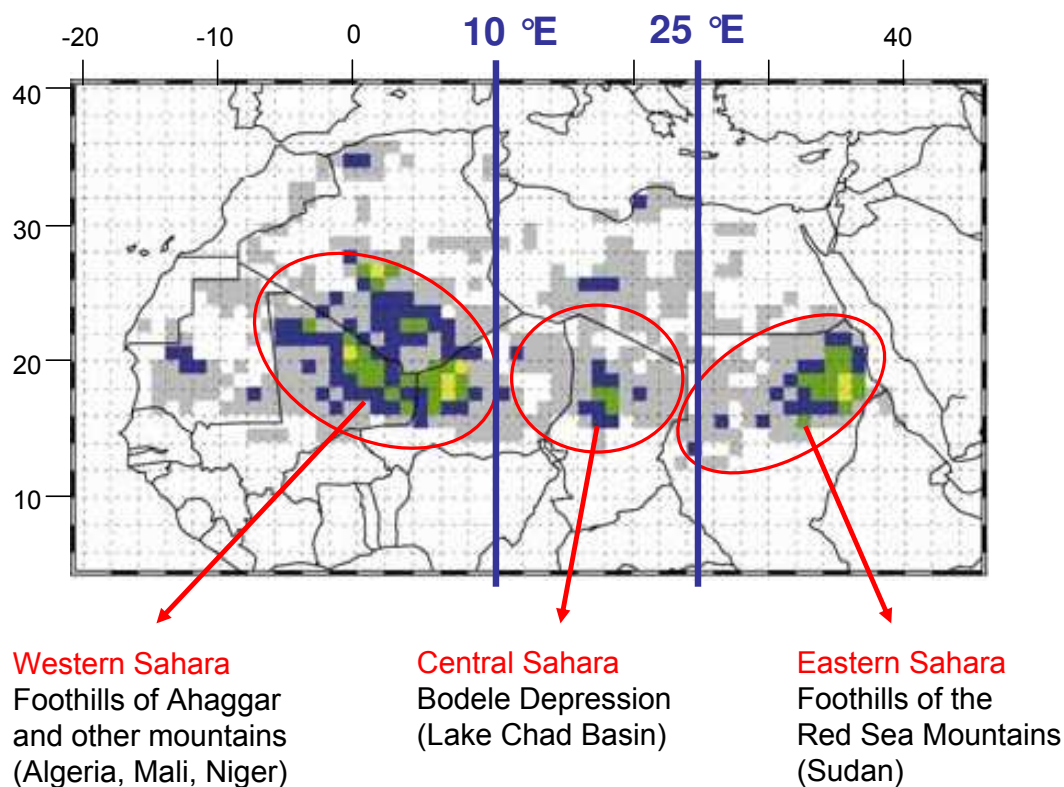 -20 -10 0 10 °E 25 °E 40
40
30
20
10
Western Sahara
Foothills of Ahaggar
and other mountains
(Algeria, Mali, Niger)
Central Sahara
Bodele Depression
(Lake Chad Basin)
Eastern Sahara
Foothills of the
Red Sea Mountains
(Sudan)